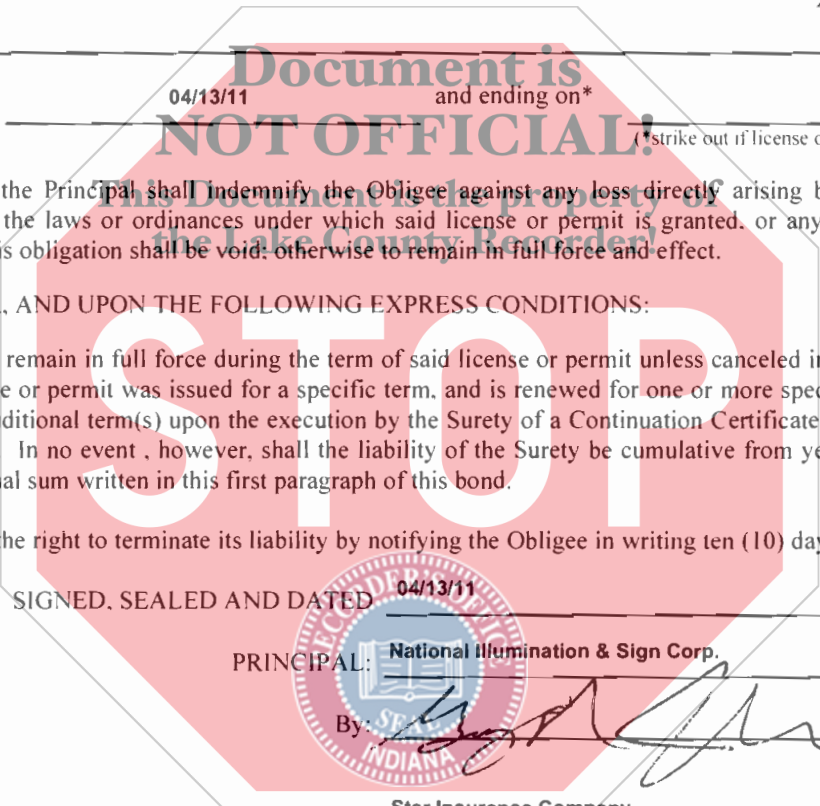 Document is
04/13/11 and ending on*
NOT OFFICIAL!
(*strike out if license o
This Document is the property of
the Principal shall indemnify the Obligee against any loss directly arising b
the laws or ordinances under which said license or permit is granted. or any
the Lake County Recorder!
is obligation shall be void: otherwise to remain in full force and effect.
, AND UPON THE FOLLOWING EXPRESS CONDITIONS:
remain in full force during the term of said license or permit unless canceled in
e or permit was issued for a specific term, and is renewed for one or more spec
ditional term(s) upon the execution by the Surety of a Continuation Certificate
STOP
In no event , however, shall the liability of the Surety be cumulative from ye
al sum written in this first paragraph of this bond.
the right to terminate its liability by notifying the Obligee in writing ten (10) day
SIGNED, SEALED AND DATED 04/13/11
RECORDER'S OFFICE
PRINCIPAL: National Illumination & Sign Corp.
By:
SEAL
INDIANA
Star Insurance Company